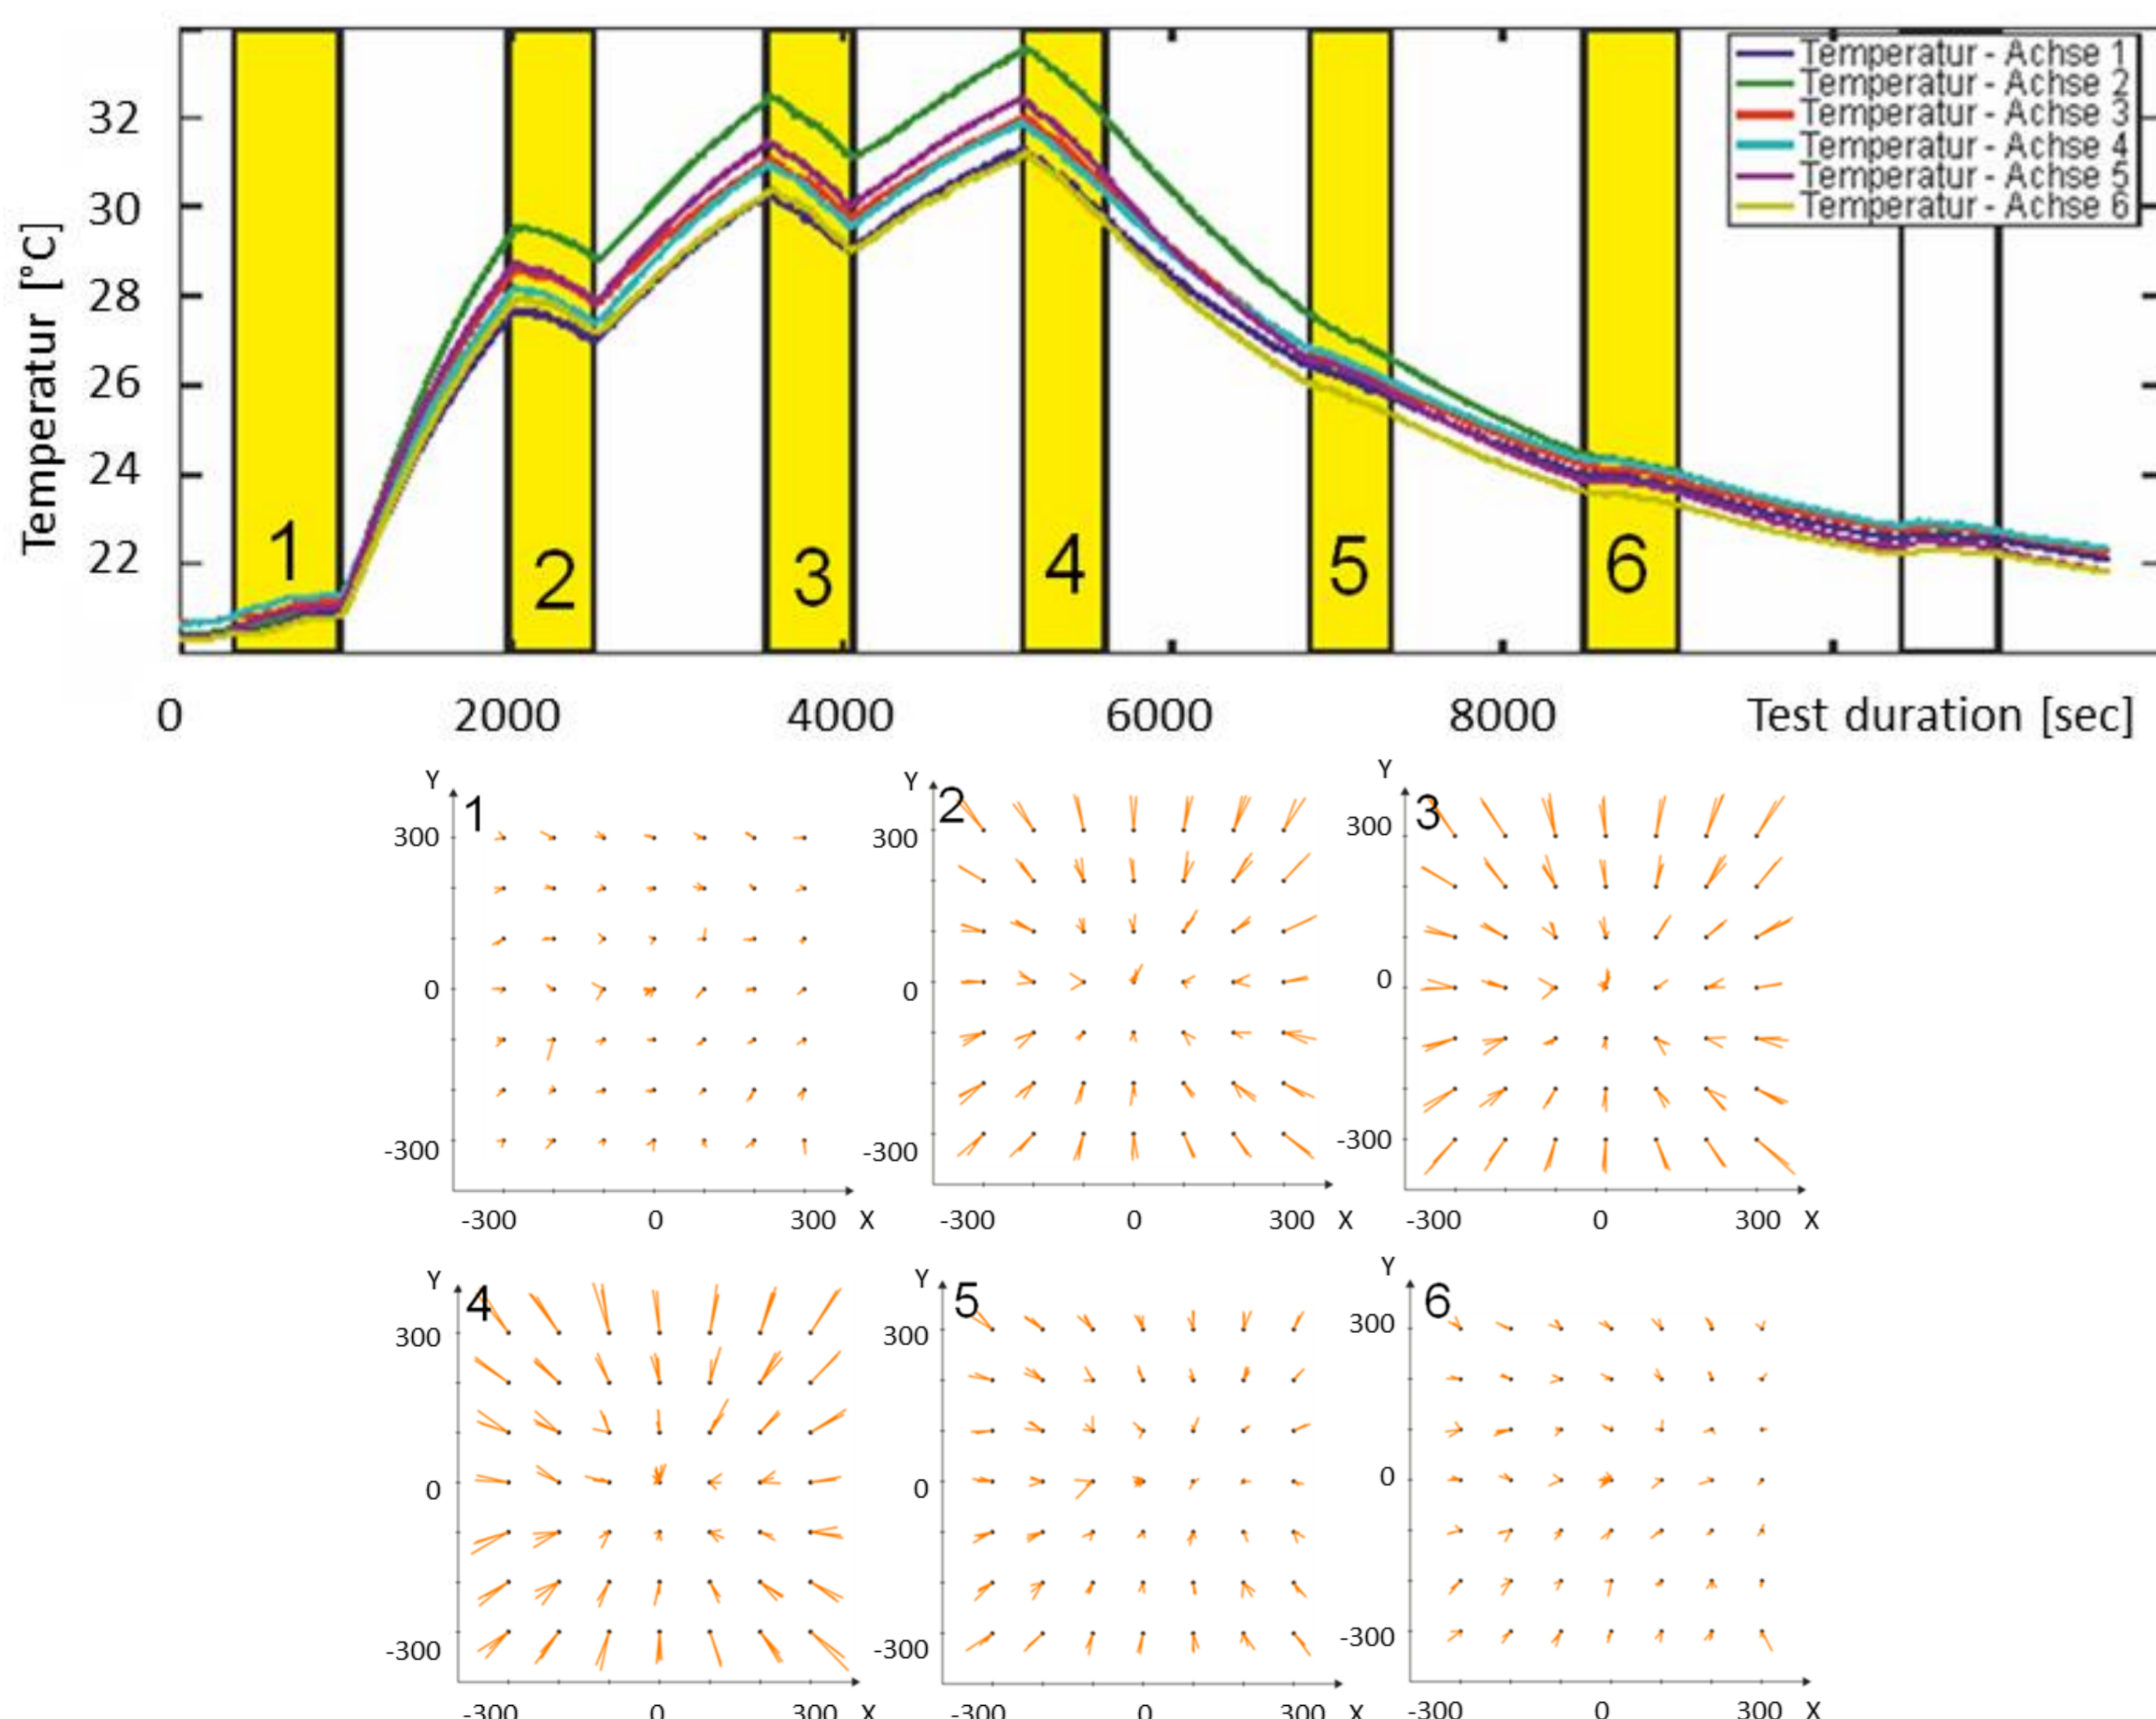 Temperatur [°C]
32
30
28
26
24
22
Temperatur - Achse 1
Temperatur - Achse 2
Temperatur - Achse 3
Temperatur - Achse 4
Temperatur - Achse 5
Temperatur - Achse 6
1 2 3 4 5 6
0 2000 4000 6000 8000 Test duration [sec]
Y
1
300
0
-300
-300 0 300 X
Y
2
300
0
-300
-300 0 300 X
Y
3
300
0
-300
-300 0 300 X
Y
4
300
0
-300
-300 0 300 X
Y
5
300
0
-300
-300 0 300 X
Y
6
300
0
-300
-300 0 300 X